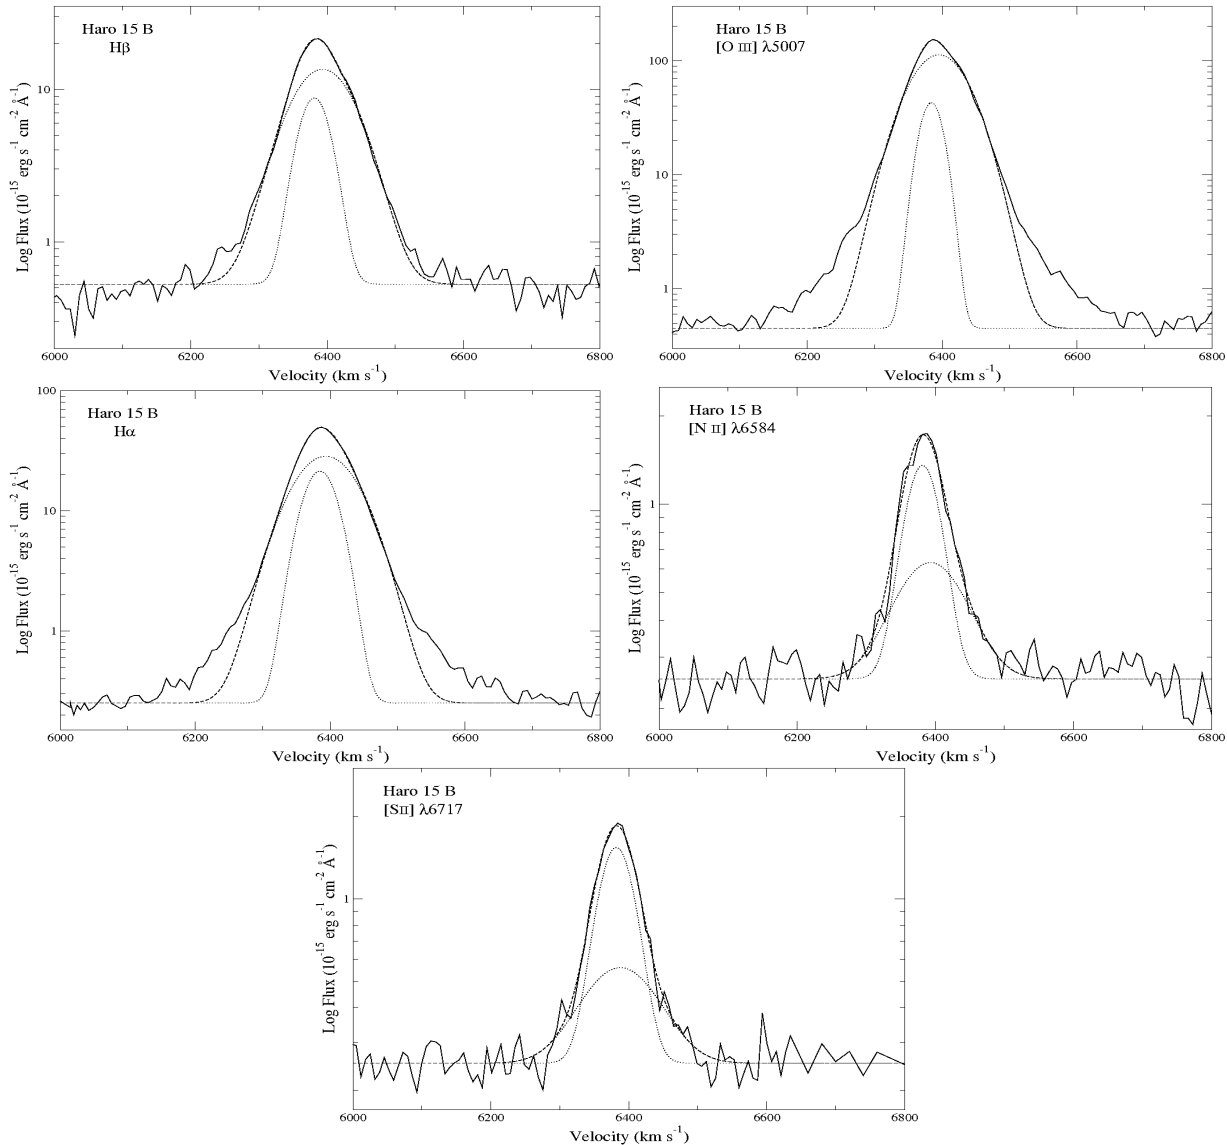 Haro 15 B
Hβ
10
1
Log Flux (10⁻¹⁵ erg s⁻¹ cm⁻² Å⁻¹)
6000 6200 6400 6600 6800
Velocity (km s⁻¹)
Haro 15 B
[O III] λ5007
100
10
1
Log Flux (10⁻¹⁵ erg s⁻¹ cm⁻² Å⁻¹)
6000 6200 6400 6600 6800
Velocity (km s⁻¹)
Haro 15 B
Hα
100
10
1
Log Flux (10⁻¹⁵ erg s⁻¹ cm⁻² Å⁻¹)
6000 6200 6400 6600 6800
Velocity (km s⁻¹)
Haro 15 B
[N II] λ6584
1
Log Flux (10⁻¹⁵ erg s⁻¹ cm⁻² Å⁻¹)
6000 6200 6400 6600 6800
Velocity (km s⁻¹)
Haro 15 B
[SII] λ6717
1
Log Flux (10⁻¹⁵ erg s⁻¹ cm⁻² Å⁻¹)
6000 6200 6400 6600 6800
Velocity (km s⁻¹)